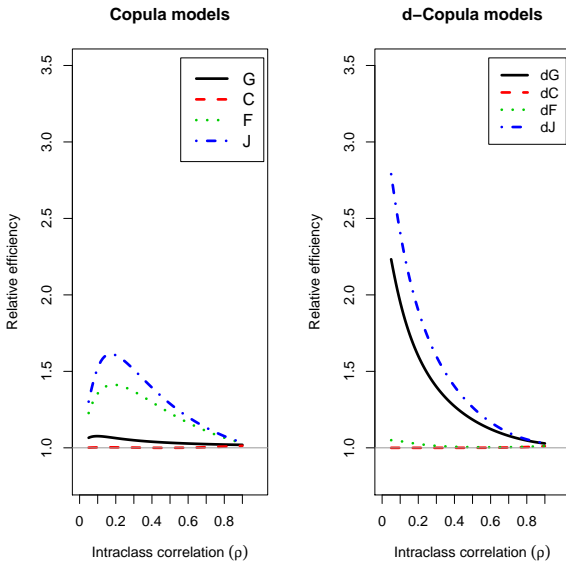 Copula models
Relative efficiency
3.5
3.0
2.5
2.0
1.5
1.0
G
C
F
J
0
0.2
0.4
0.6
0.8
Intraclass correlation (ρ)
d−Copula models
Relative efficiency
3.5
3.0
2.5
2.0
1.5
1.0
dG
dC
dF
dJ
0
0.2
0.4
0.6
0.8
Intraclass correlation (ρ)